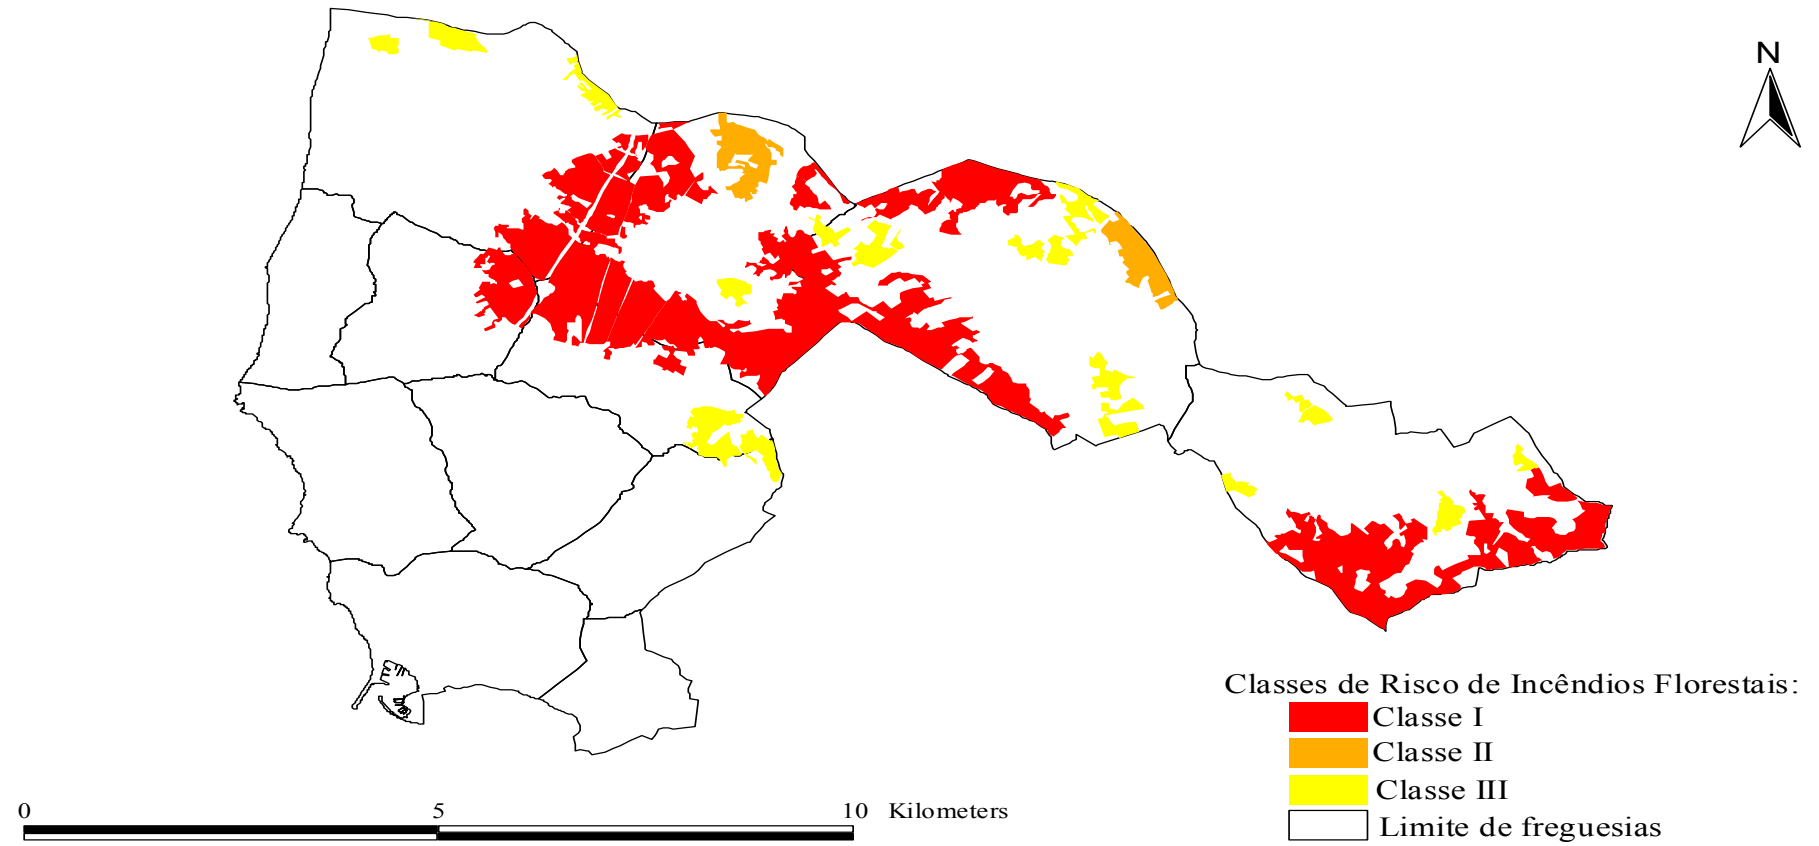 N
Classes de Risco de Incêndios Florestais:
Classe I
Classe II
Classe III
Limite de freguesias
0 5 10 Kilometers